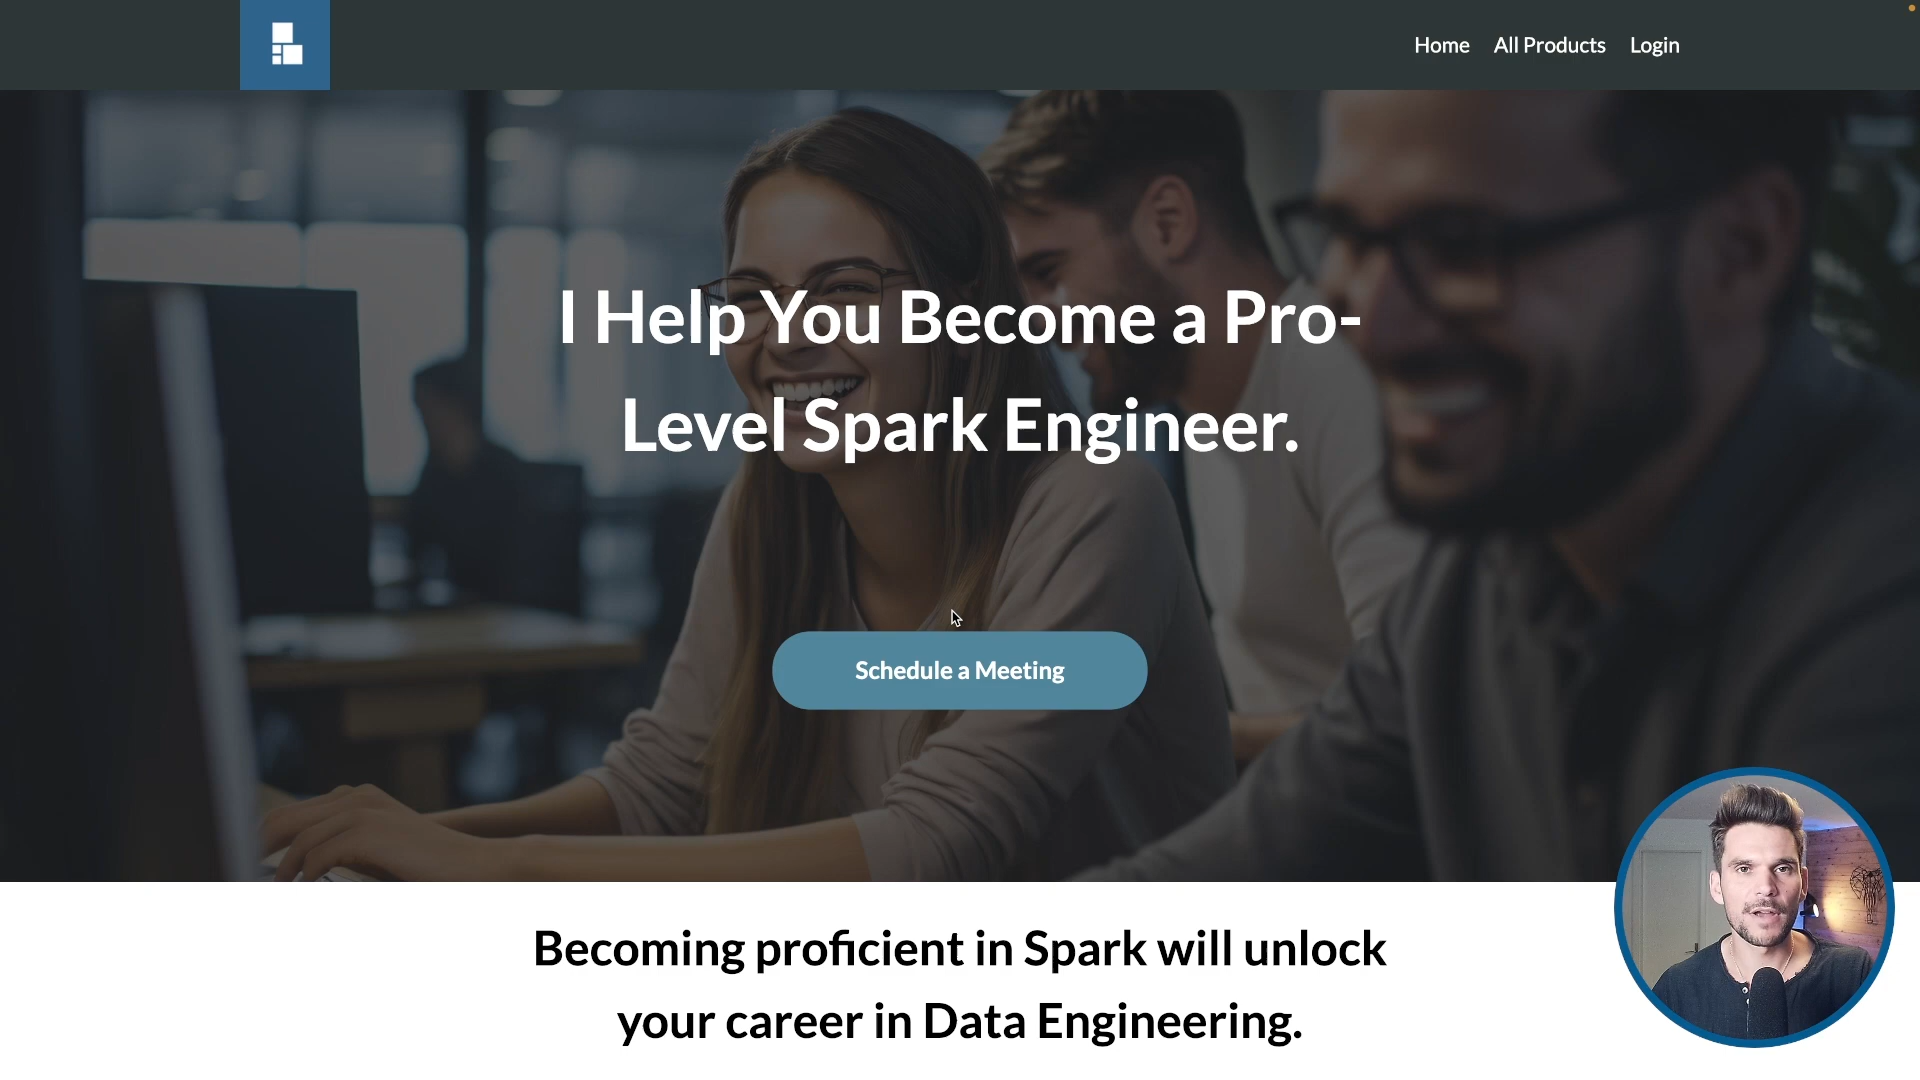 Home All Products Login
I Help You Become a Pro-
Level Spark Engineer.
Schedule a Meeting
Becoming proficient in Spark will unlock
your career in Data Engineering.